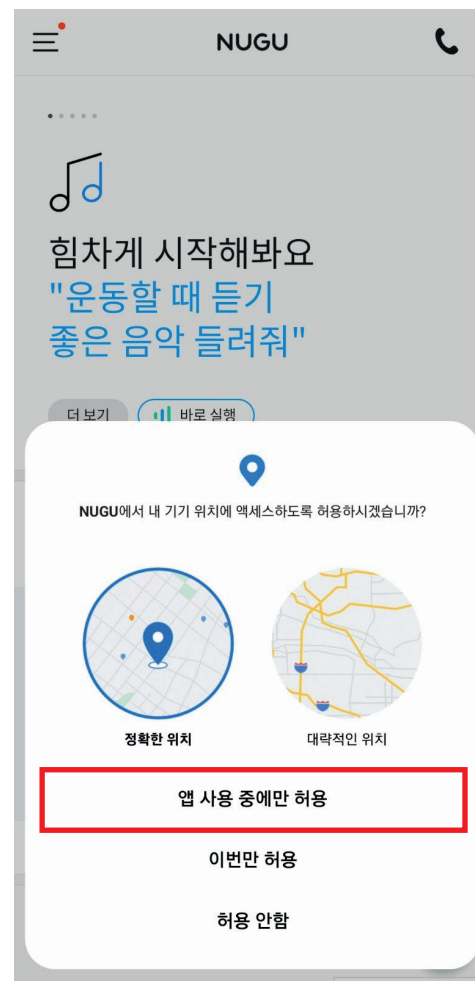 NUGU
힘차게 시작해봐요
"운동할 때 듣기
좋은 음악 들려줘"
더 보기 바로 실행
NUGU에서 내 기기 위치에 액세스하도록 허용하시겠습니까?
정확한 위치 대략적인 위치
앱 사용 중에만 허용
이번만 허용
허용 안함